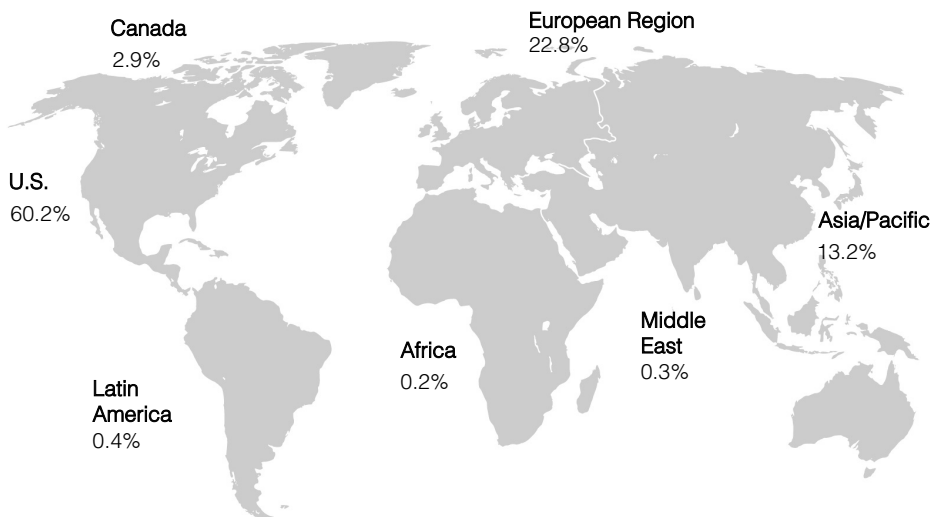 Canada
2.9%
European Region
22.8%
U.S.
60.2%
Asia/Pacific
13.2%
Middle
East
0.3%
Africa
0.2%
Latin
America
0.4%